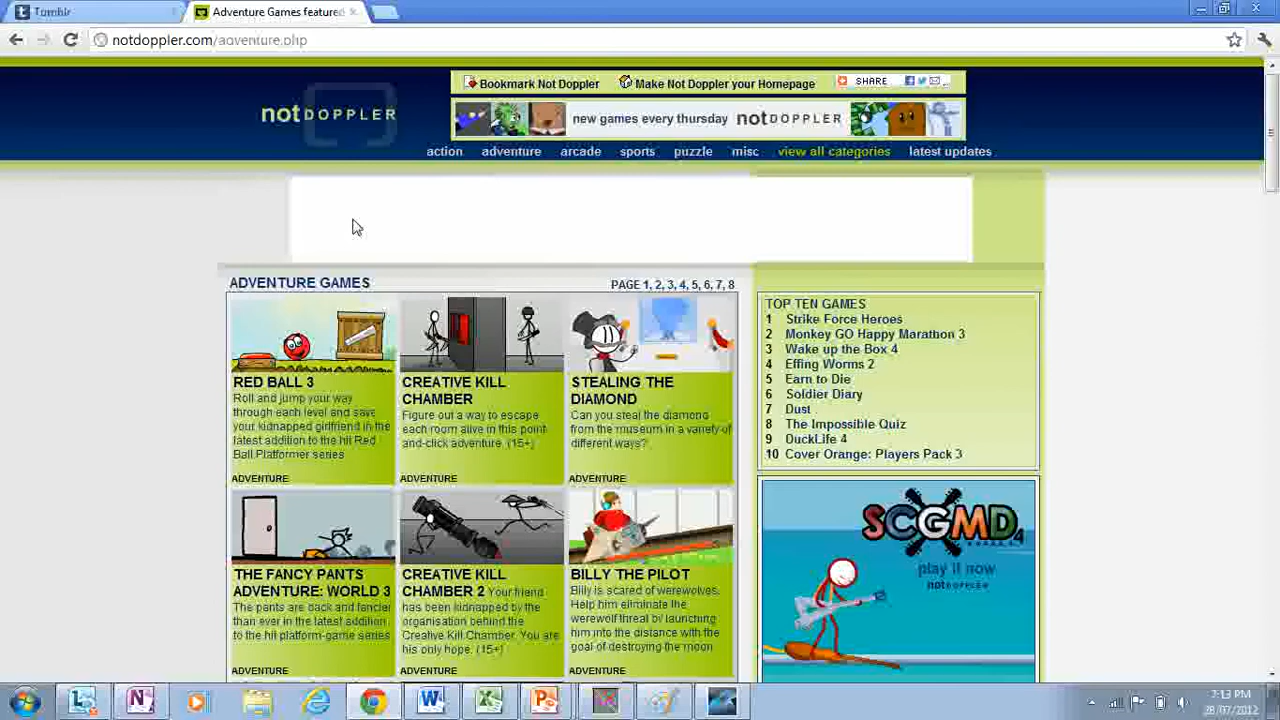 Tumblr
Adventure Games featured
notdoppler.com/adventure.php
Bookmark Not Doppler
Make Not Doppler your Homepage
SHARE
notDOPPLER
new games every thursday notDOPPLER
action adventure arcade sports puzzle misc view all categories latest updates
ADVENTURE GAMES
PAGE 1, 2, 3, 4, 5, 6, 7, 8
RED BALL 3
Roll and jump your way
through each level and save
your kidnapped girlfriend in the
latest addition to the hit Red
Ball Platformer series
ADVENTURE
CREATIVE KILL
CHAMBER
Figure out a way to escape
each room alive in this point
and-click adventure. (15+)
ADVENTURE
STEALING THE
DIAMOND
Can you steal the diamond
from the museum in a variety of
different ways?
ADVENTURE
THE FANCY PANTS
ADVENTURE: WORLD 3
The pants are back and fancier
than ever in the latest addition
to the hit platform-game series
ADVENTURE
CREATIVE KILL
CHAMBER 2 Your friend
has been kidnapped by the
organisation behind the
Creative Kill Chamber. You are
his only hope. (15+)
ADVENTURE
BILLY THE PILOT
Billy is scared of werewolves.
Help him eliminate the
werewolf threat by launching
him into the distance with the
goal of destroying the moon
ADVENTURE
TOP TEN GAMES
1 Strike Force Heroes
2 Monkey GO Happy Marathon 3
3 Wake up the Box 4
4 Effing Worms 2
5 Earn to Die
6 Soldier Diary
7 Dust
8 The Impossible Quiz
9 DuckLife 4
10 Cover Orange: Players Pack 3
SCGMD
4
play it now
notDOPPLER
7:13 PM
28/07/2012